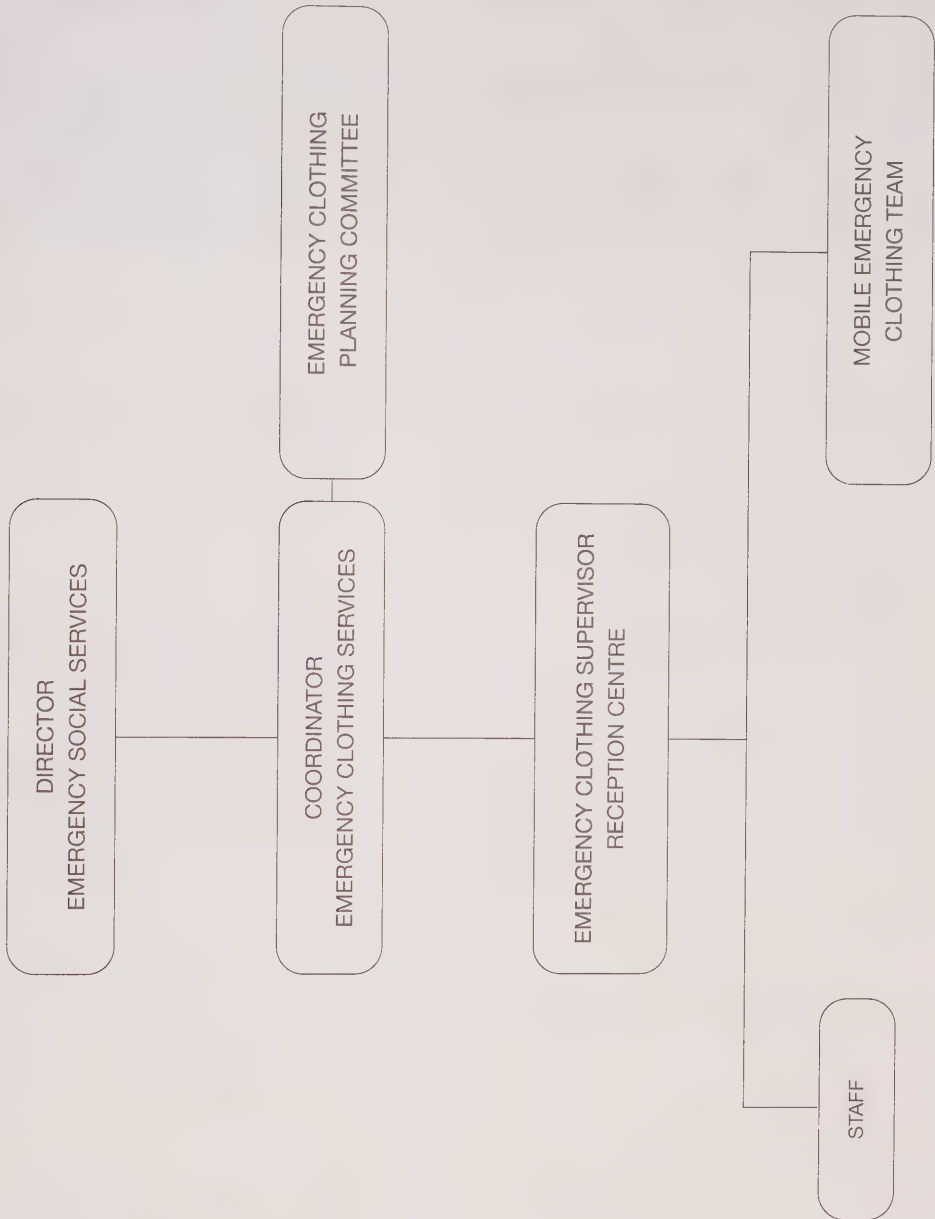 DIRECTOR
EMERGENCY SOCIAL SERVICES
COORDINATOR
EMERGENCY CLOTHING SERVICES
EMERGENCY CLOTHING
PLANNING COMMITTEE
EMERGENCY CLOTHING SUPERVISOR
RECEPTION CENTRE
STAFF
MOBILE EMERGENCY
CLOTHING TEAM